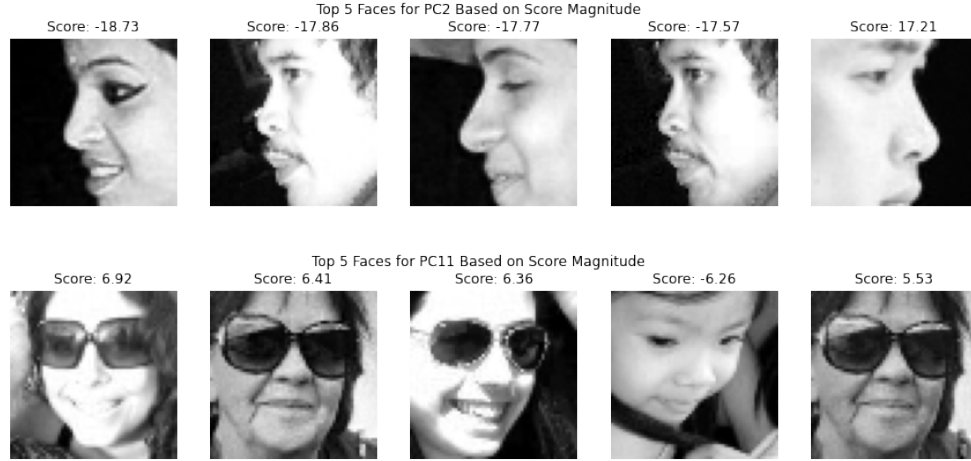 Top 5 Faces for PC2 Based on Score Magnitude
Score: -18.73 Score: -17.86 Score: -17.77 Score: -17.57 Score: 17.21
Top 5 Faces for PC11 Based on Score Magnitude
Score: 6.92 Score: 6.41 Score: 6.36 Score: -6.26 Score: 5.53